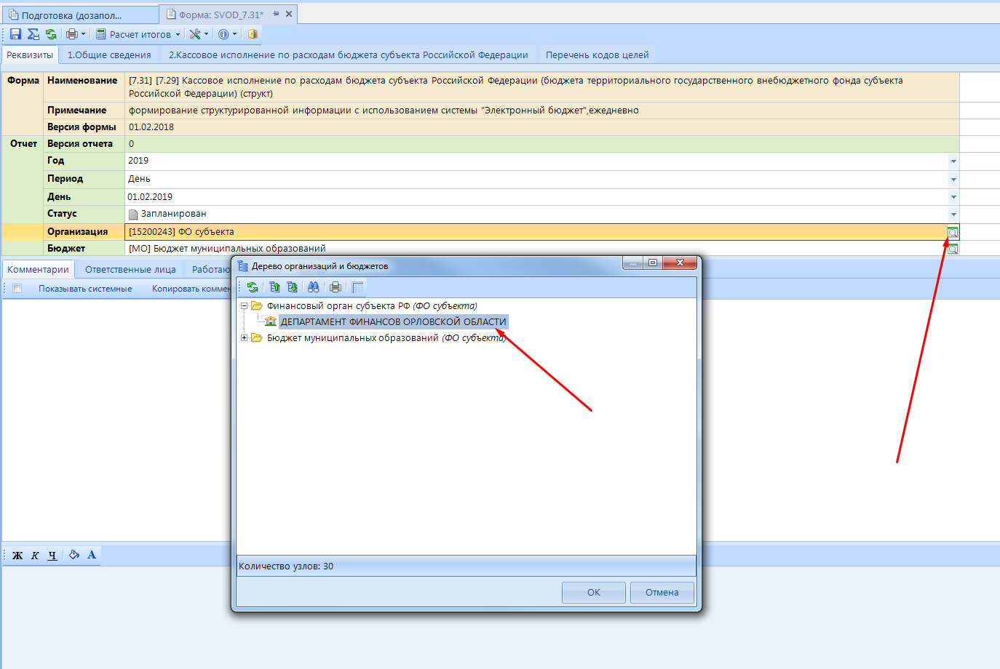 Подготовка (дозапол...
Форма: SVOD_7.31*
Расчет итогов
Реквизиты 1.Общие сведения 2.Кассовое исполнение по расходам бюджета субъекта Российской Федерации Перечень кодов целей
Форма Наименование [7.31] [7.29] Кассовое исполнение по расходам бюджета субъекта Российской Федерации (бюджета территориального государственного внебюджетного фонда субъекта
Российской Федерации) (структ)
Примечание формирование структурированной информации с использованием системы "Электронный бюджет",ежедневно
Версия формы 01.02.2018
Отчет Версия отчета 0
Год 2019
Период День
День 01.02.2019
Статус Запланирован
Организация [15200243] ФО субъекта
Бюджет [МО] Бюджет муниципальных образований
Комментарии Ответственные лица Работаю
Показывать системные Копировать коммен
Дерево организаций и бюджетов
Финансовый орган субъекта РФ (ФО субъекта)
ДЕПАРТАМЕНТ ФИНАНСОВ ОРЛОВСКОЙ ОБЛАСТИ
Бюджет муниципальных образований (ФО субъекта)
Ж К Ч А
Количество узлов: 30
ОК Отмена